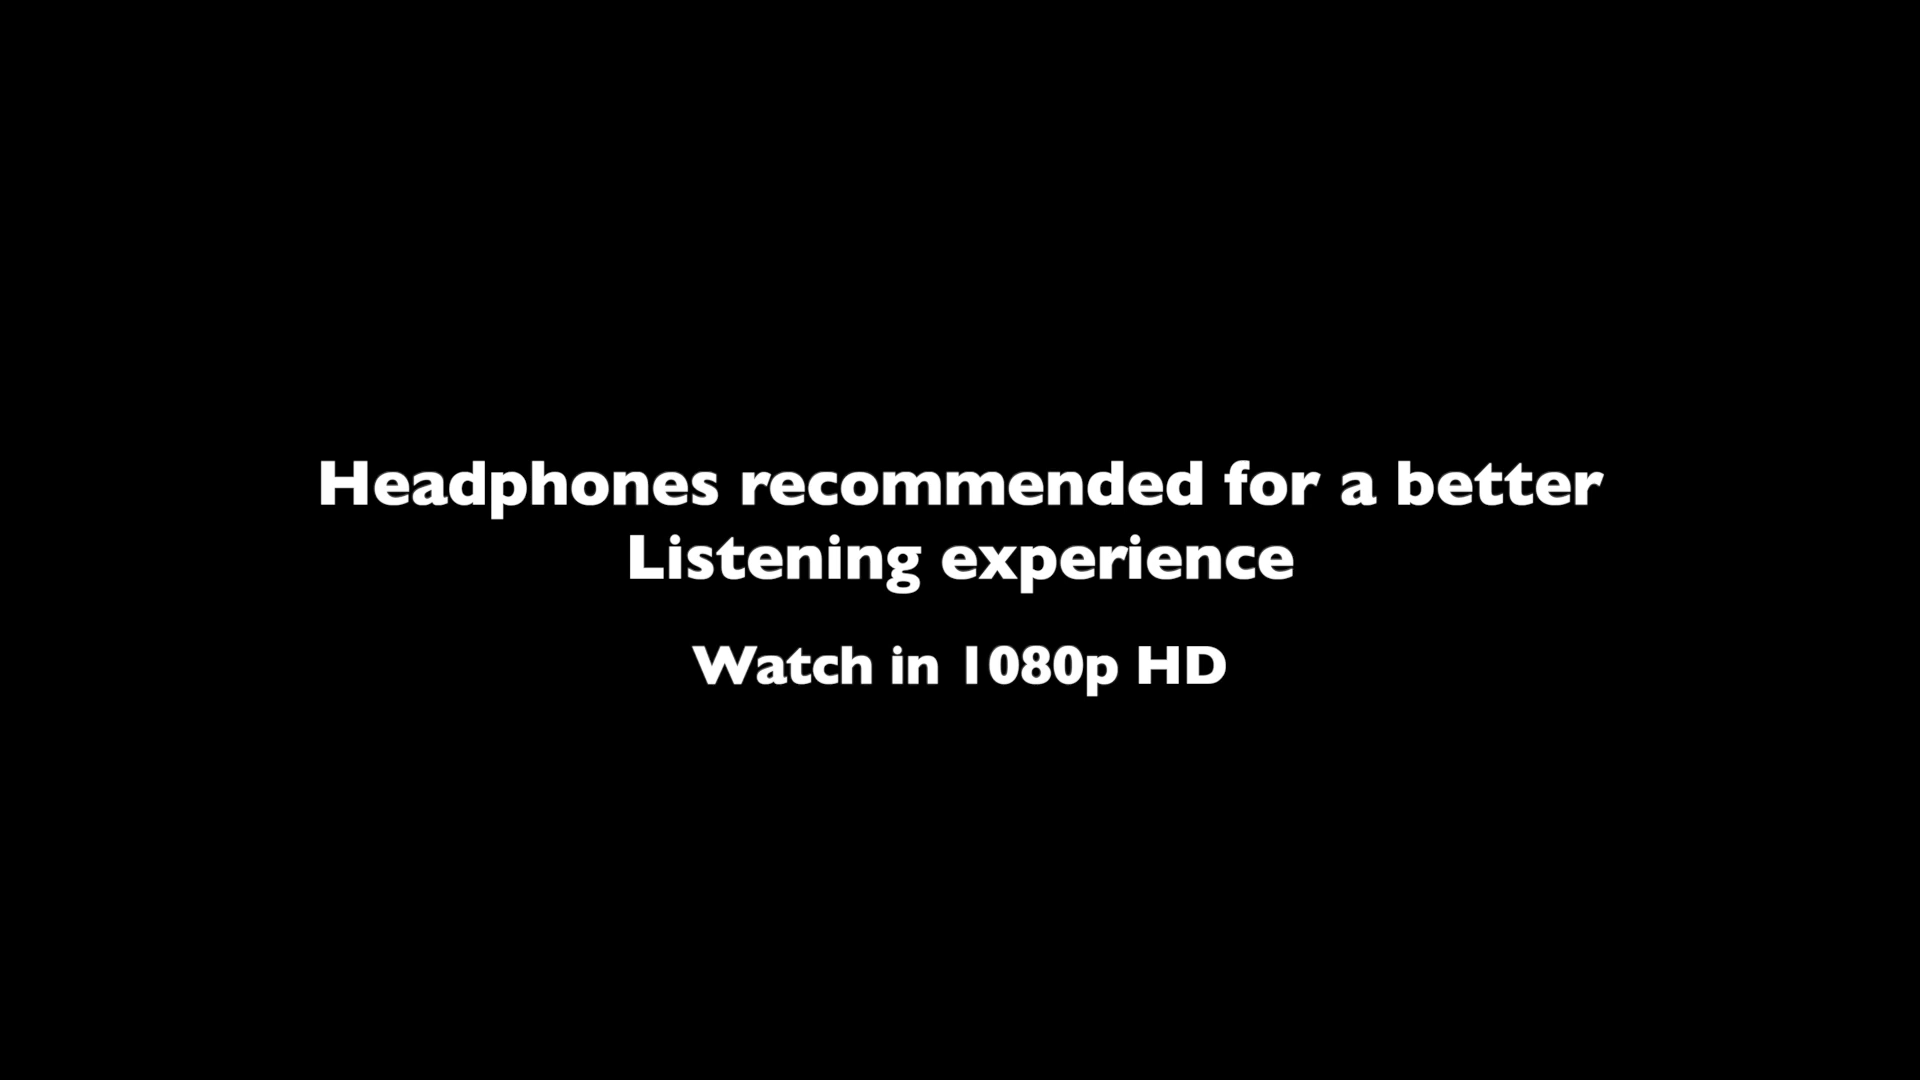 Headphones recommended for a better
Listening experience
Watch in 1080p HD